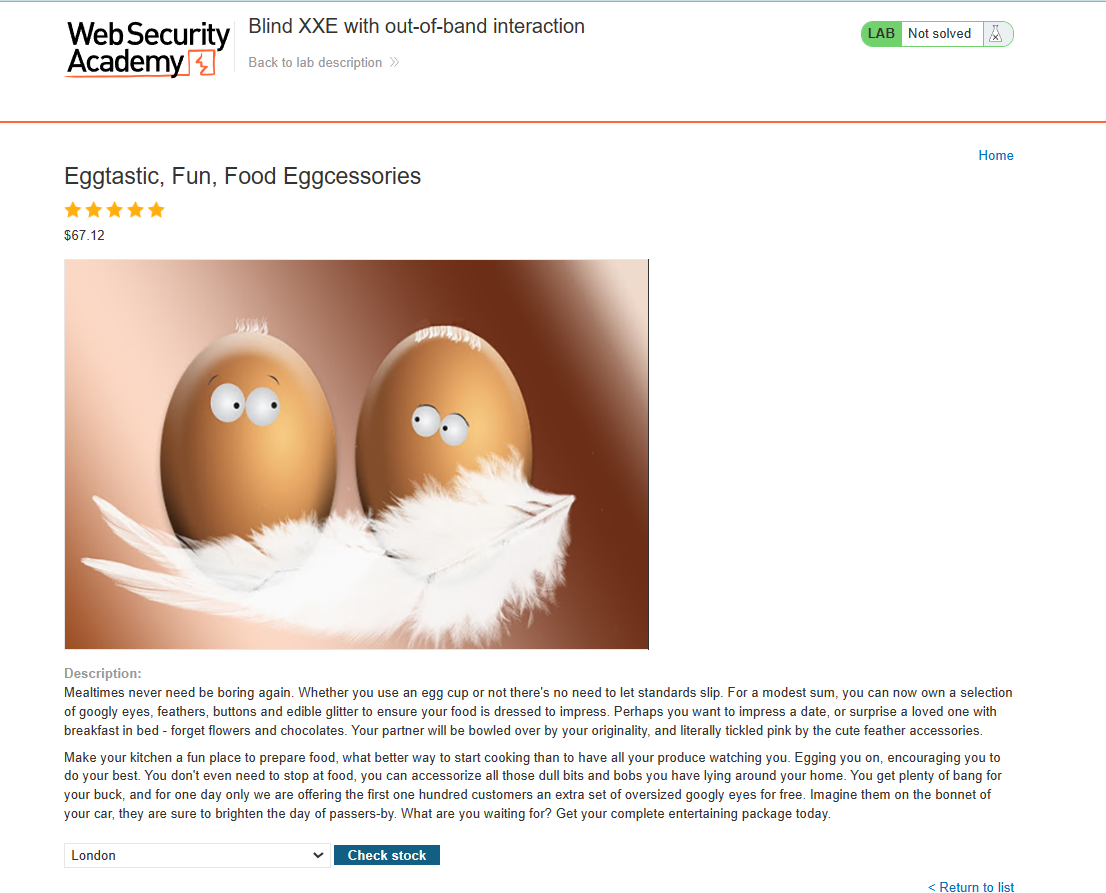 Web Security
Academy
Blind XXE with out-of-band interaction
Back to lab description
LAB
Not solved
Home
Eggtastic, Fun, Food Eggcessories
$67.12
Description:
Mealtimes never need be boring again. Whether you use an egg cup or not there's no need to let standards slip. For a modest sum, you can now own a selection
of googly eyes, feathers, buttons and edible glitter to ensure your food is dressed to impress. Perhaps you want to impress a date, or surprise a loved one with
breakfast in bed - forget flowers and chocolates. Your partner will be bowled over by your originality, and literally tickled pink by the cute feather accessories.
Make your kitchen a fun place to prepare food, what better way to start cooking than to have all your produce watching you. Egging you on, encouraging you to
do your best. You don't even need to stop at food, you can accessorize all those dull bits and bobs you have lying around your home. You get plenty of bang for
your buck, and for one day only we are offering the first one hundred customers an extra set of oversized googly eyes for free. Imagine them on the bonnet of
your car, they are sure to brighten the day of passers-by. What are you waiting for? Get your complete entertaining package today.
London
Check stock
< Return to list